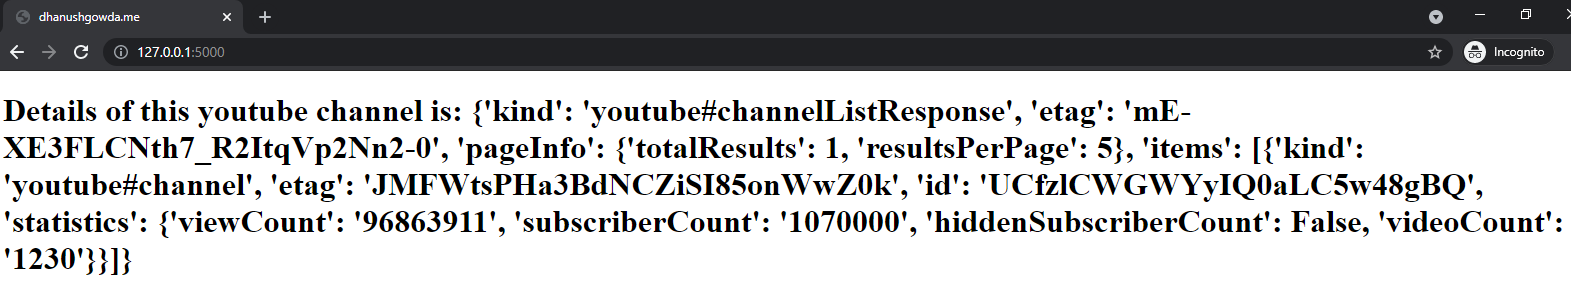 dhanushgowda.me
127.0.0.1:5000
Incognito
Details of this youtube channel is: {'kind': 'youtube#channelListResponse', 'etag': 'mE-
XE3FLCNth7_R2ItqVp2Nn2-0', 'pageInfo': {'totalResults': 1, 'resultsPerPage': 5}, 'items': [{'kind':
'youtube#channel', 'etag': 'JMFWtsPHa3BdNCZiSI85onWwZ0k', 'id': 'UCfzlCWGWYyIQ0aLC5w48gBQ',
'statistics': {'viewCount': '96863911', 'subscriberCount': '1070000', 'hiddenSubscriberCount': False, 'videoCount':
'1230'}}]}